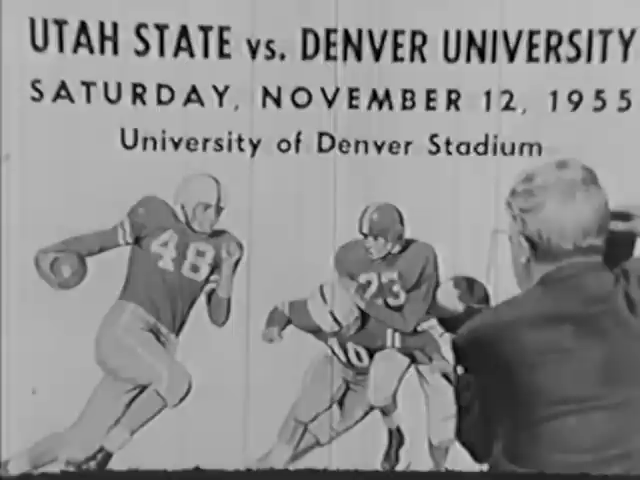 UTAH STATE vs. DENVER UNIVERSITY
SATURDAY, NOVEMBER 12, 1955
University of Denver Stadium
48
23
10